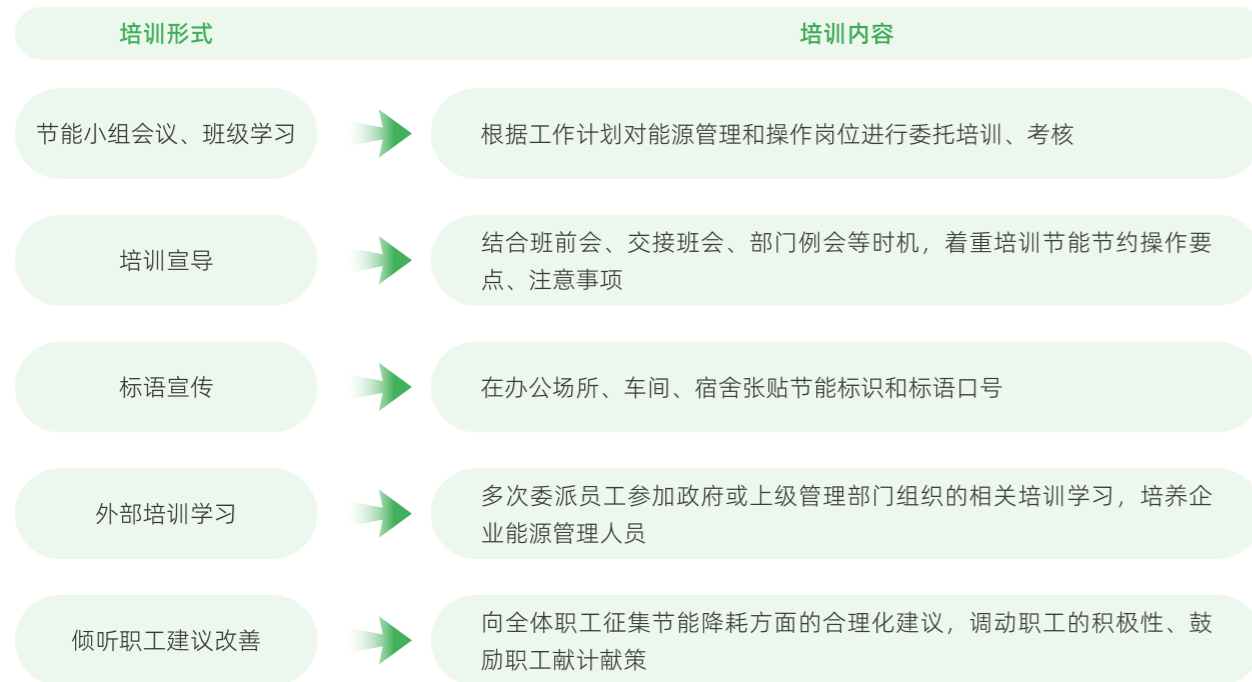 培训形式
培训内容
节能小组会议、班级学习
根据工作计划对能源管理和操作岗位进行委托培训、考核
培训宣导
结合班前会、交接班会、部门例会等时机，着重培训节能节约操作要
点、注意事项
标语宣传
在办公场所、车间、宿舍张贴节能标识和标语口号
外部培训学习
多次委派员工参加政府或上级管理部门组织的相关培训学习，培养企
业能源管理人员
倾听职工建议改善
向全体职工征集节能降耗方面的合理化建议，调动职工的积极性、鼓
励职工献计献策